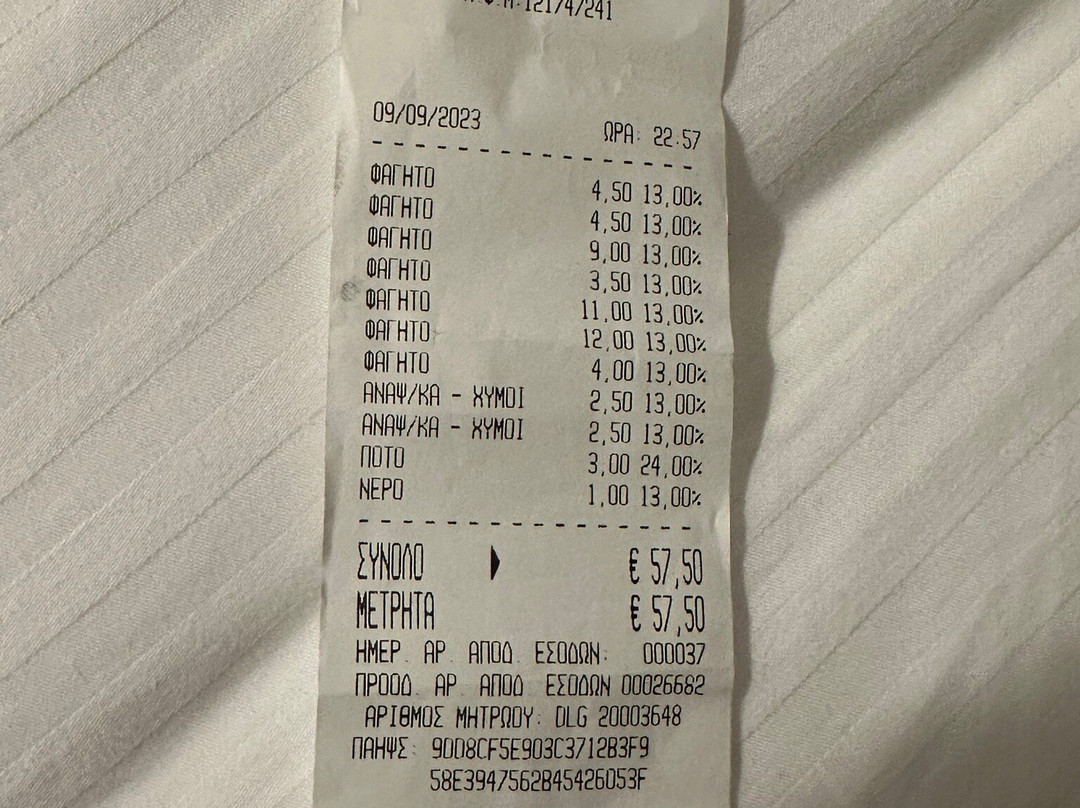 121747241
09/09/2023 ΩΡΑ: 22:57
ΦΑΓΗΤΟ 4,50 13,00%
ΦΑΓΗΤΟ 4,50 13,00%
ΦΑΓΗΤΟ 9,00 13,00%
ΦΑΓΗΤΟ 3,50 13,00%
ΦΑΓΗΤΟ 11,00 13,00%
ΦΑΓΗΤΟ 12,00 13,00%
ΦΑΓΗΤΟ 4,00 13,00%
ΑΝΑΨ/ΚΑ - ΧΥΜΟΙ 2,50 13,00%
ΑΝΑΨ/ΚΑ - ΧΥΜΟΙ 2,50 13,00%
ΠΟΤΟ 3,00 24,00%
ΝΕΡΟ 1,00 13,00%
ΣΥΝΟΛΟ € 57,50
ΜΕΤΡΗΤΑ € 57,50
ΗΜΕΡ. ΑΡ. ΑΠΟΔ. ΕΣΟΔΩΝ: 000037
ΠΡΟΟΔ. ΑΡ. ΑΠΟΔ. ΕΣΟΔΩΝ 00026682
ΑΡΙΘΜΟΣ ΜΗΤΡΩΟΥ: DLG 20003648
ΠΑΗΨΣ: 9DD8CF5E903C3712B3F9
58E3947562B45426053F